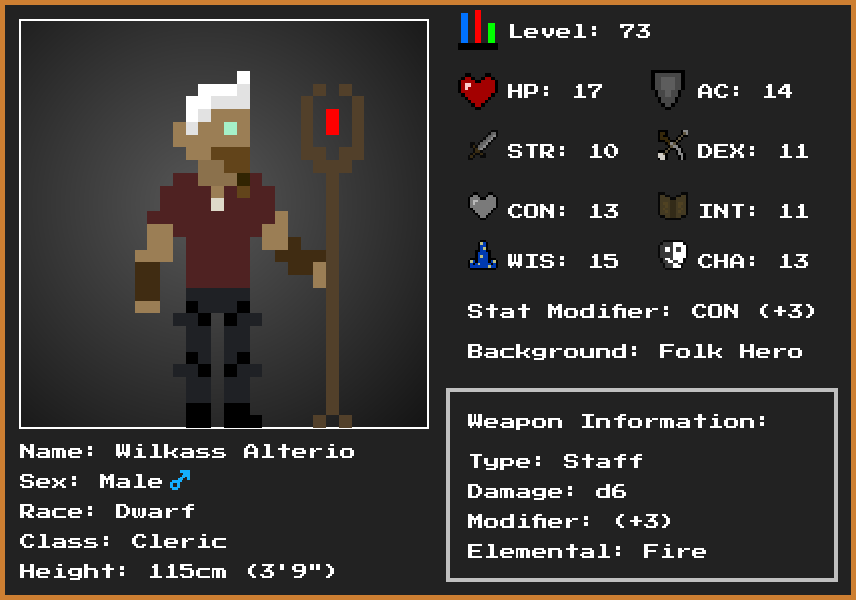 Level: 73
HP: 17
AC: 14
STR: 10
DEX: 11
CON: 13
INT: 11
WIS: 15
CHA: 13
Stat Modifier: CON (+3)
Background: Folk Hero
Weapon Information:
Type: Staff
Damage: d6
Modifier: (+3)
Elemental: Fire
Name: Wilkass Alterio
Sex: Male ♂
Race: Dwarf
Class: Cleric
Height: 115cm (3'9")